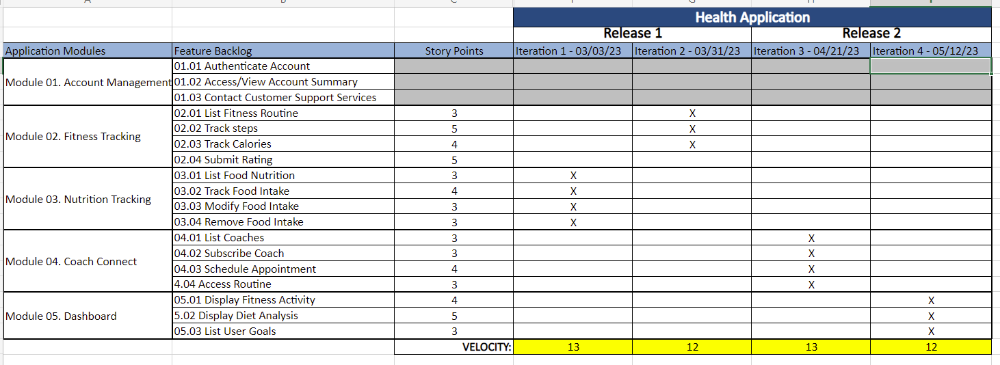 Health Application
Release 1 Release 2
Application Modules Feature Backlog Story Points Iteration 1 - 03/03/23 Iteration 2 - 03/31/23 Iteration 3 - 04/21/23 Iteration 4 - 05/12/23
Module 01. Account Management
01.01 Authenticate Account
01.02 Access/View Account Summary
01.03 Contact Customer Support Services
Module 02. Fitness Tracking
02.01 List Fitness Routine 3 X
02.02 Track steps 5 X
02.03 Track Calories 4 X
02.04 Submit Rating 5
Module 03. Nutrition Tracking
03.01 List Food Nutrition 3 X
03.02 Track Food Intake 4 X
03.03 Modify Food Intake 3 X
03.04 Remove Food Intake 3 X
Module 04. Coach Connect
04.01 List Coaches 3 X
04.02 Subscribe Coach 3 X
04.03 Schedule Appointment 4 X
4.04 Access Routine 3 X
Module 05. Dashboard
05.01 Display Fitness Activity 4 X
5.02 Display Diet Analysis 5 X
05.03 List User Goals 3 X
VELOCITY: 13 12 13 12